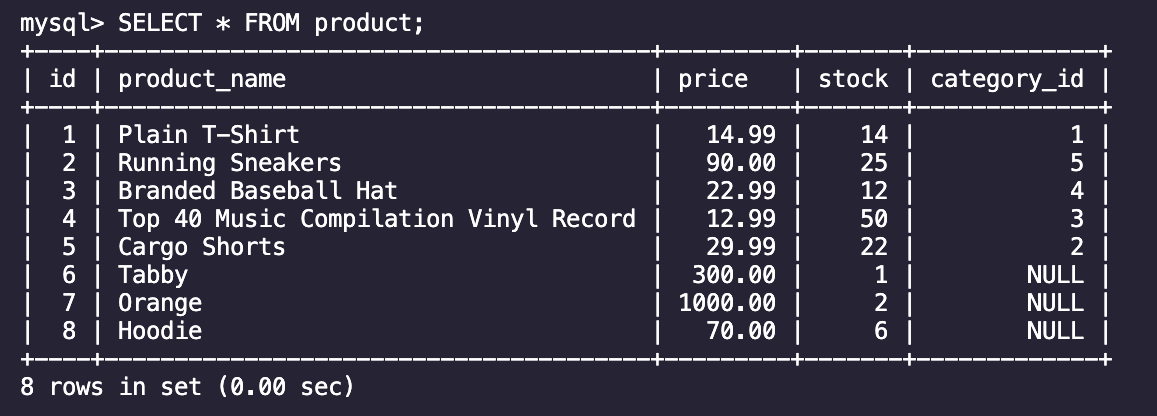 mysql> SELECT * FROM product;
+----+---------------------------------------+---------+-------+-------------+
| id | product_name                          | price   | stock | category_id |
+----+---------------------------------------+---------+-------+-------------+
|  1 | Plain T-Shirt                         |   14.99 |    14 |           1 |
|  2 | Running Sneakers                      |   90.00 |    25 |           5 |
|  3 | Branded Baseball Hat                  |   22.99 |    12 |           4 |
|  4 | Top 40 Music Compilation Vinyl Record |   12.99 |    50 |           3 |
|  5 | Cargo Shorts                          |   29.99 |    22 |           2 |
|  6 | Tabby                                 |  300.00 |     1 |        NULL |
|  7 | Orange                                | 1000.00 |     2 |        NULL |
|  8 | Hoodie                                |   70.00 |     6 |        NULL |
+----+---------------------------------------+---------+-------+-------------+
8 rows in set (0.00 sec)